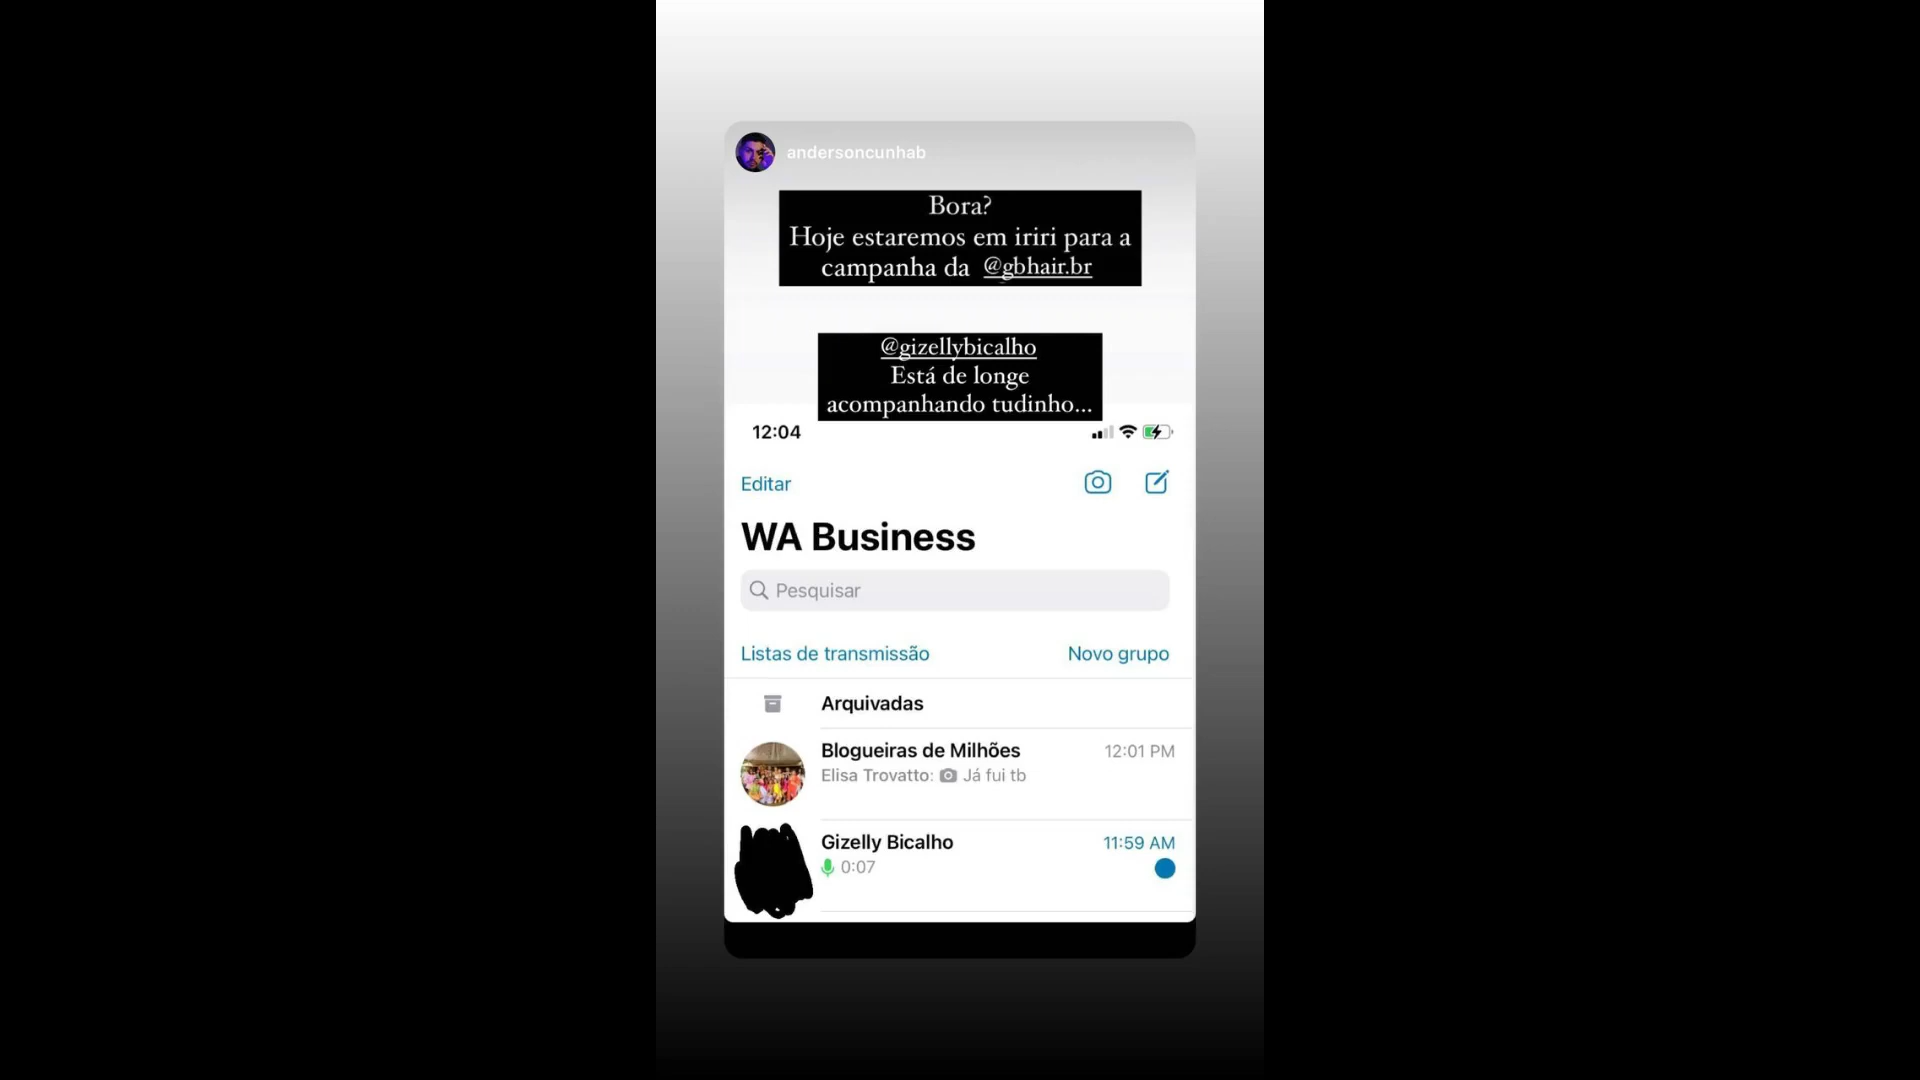 andersoncunhab
Bora?
Hoje estaremos em iriri para a
campanha da @gbhair.br
@gizellybicalho
Está de longe
acompanhando tudinho...
12:04
Editar
WA Business
Pesquisar
Listas de transmissão Novo grupo
Arquivadas
Blogueiras de Milhões 12:01 PM
Elisa Trovatto: Já fui tb
Gizelly Bicalho 11:59 AM
0:07